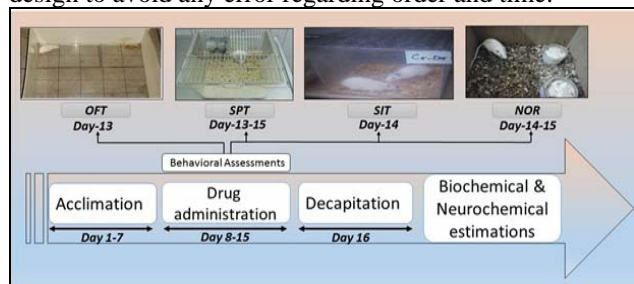 design to avoid any error regarding order and time.
OFT
Day-13
SPT
Day-13-15
SIT
Day-14
NOR
Day-14-15
Behavioral Assessments
Acclimation
Day 1-7
Drug
administration
Day 8-15
Decapitation
Day 16
Biochemical &
Neurochemical
estimations